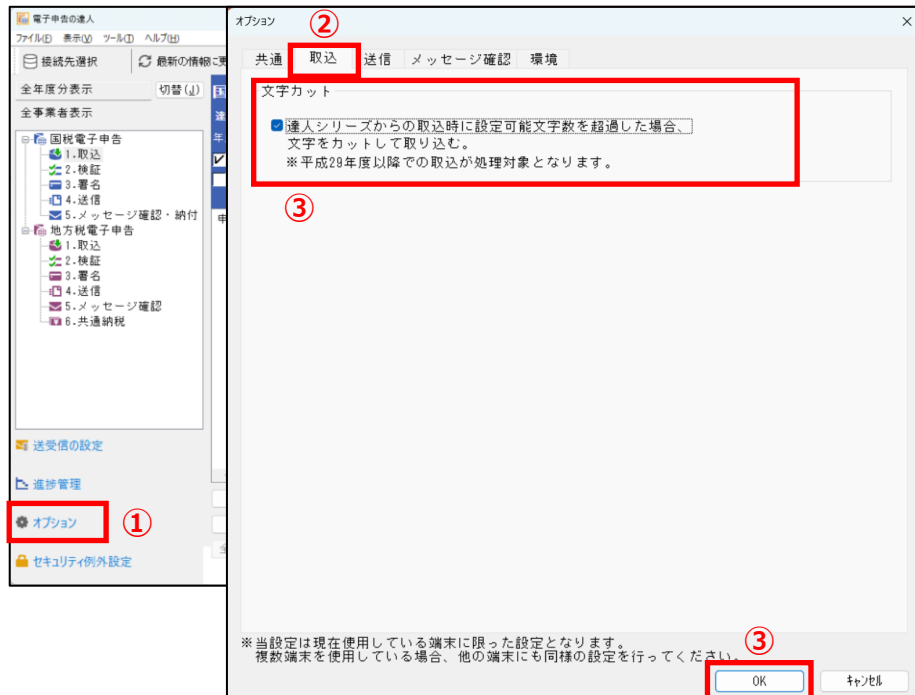 電子申告の達人
ファイル(F) 表示(V) ツール(T) ヘルプ(H)
接続先選択 最新の情報に更
全年度分表示 切替(J)
全事業者表示
国税電子申告
1.取込
2.検証
3.署名
4.送信
5.メッセージ確認・納付
地方税電子申告
1.取込
2.検証
3.署名
4.送信
5.メッセージ確認
6.共通納税
送受信の設定
進捗管理
オプション
①
セキュリティ例外設定
国
達
年
申
全
オプション
②
共通 取込 送信 メッセージ確認 環境
文字カット
達人シリーズからの取込時に設定可能文字数を超過した場合、
文字をカットして取り込む。
※平成29年度以降での取込が処理対象となります。
③
※当設定は現在使用している端末に限った設定となります。
複数端末を使用している場合、他の端末にも同様の設定を行ってください。
③
OK キャンセル